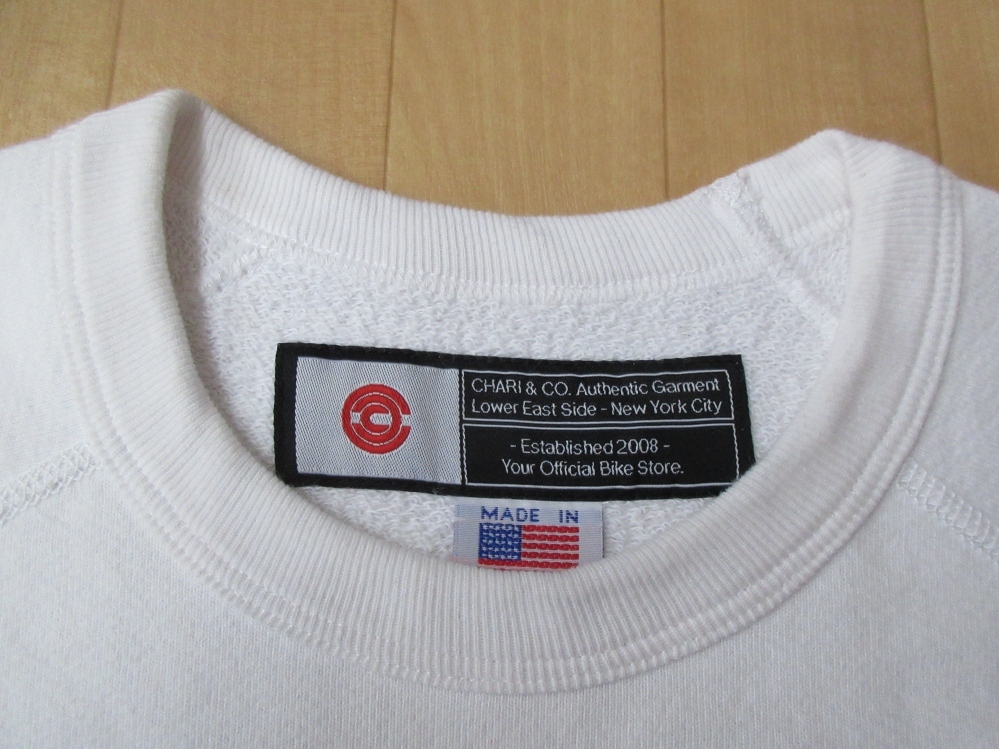 CHARI & CO. Authentic Garment
Lower East Side - New York City
- Established 2008 -
Your Official Bike Store.
MADE IN